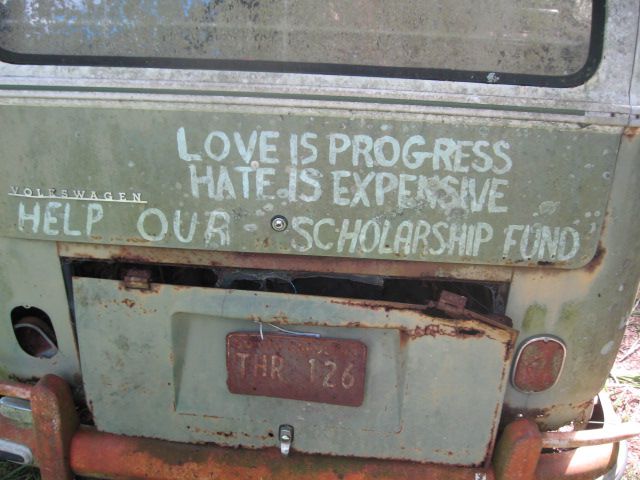 LOVE IS PROGRESS
HATE IS EXPENSIVE
VOLKSWAGEN
HELP OUR SCHOLARSHIP FUND
THR 126